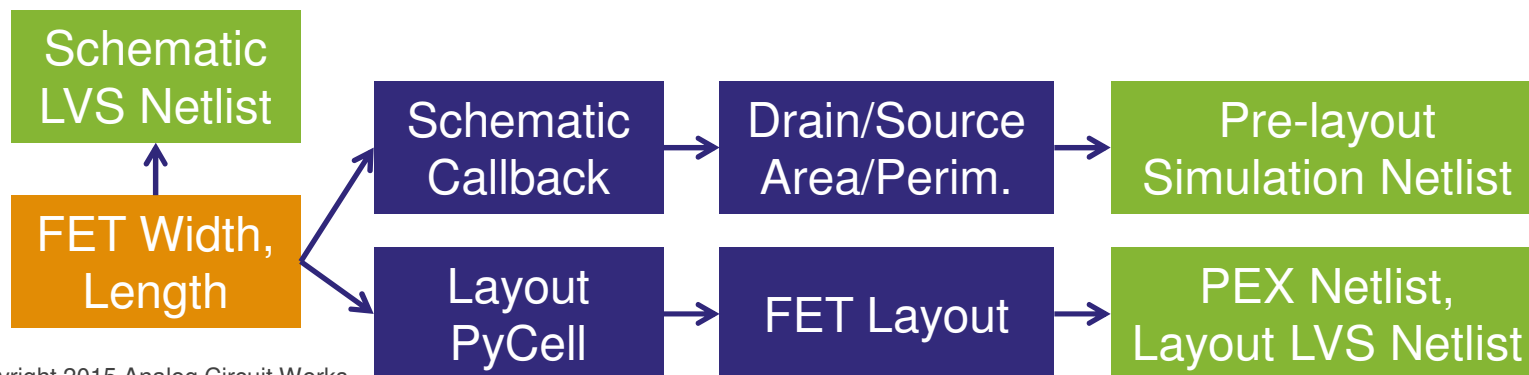 Schematic
LVS Netlist
FET Width,
Length
Schematic
Callback
Drain/Source
Area/Perim.
Pre-layout
Simulation Netlist
Layout
PyCell
FET Layout
PEX Netlist,
Layout LVS Netlist
2015 Analog Circuit Works